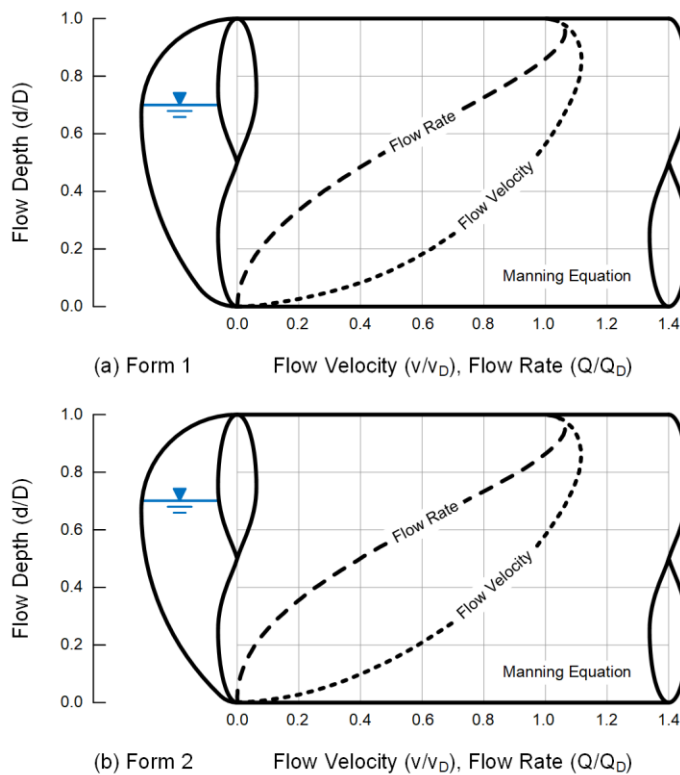 1.0
0.8
0.6
0.4
0.2
0.0
Flow Depth (d/D)
Flow Rate
Flow Velocity
Manning Equation
0.0 0.2 0.4 0.6 0.8 1.0 1.2 1.4
(a) Form 1
Flow Velocity (v/v_D), Flow Rate (Q/Q_D)
1.0
0.8
0.6
0.4
0.2
0.0
Flow Depth (d/D)
Flow Rate
Flow Velocity
Manning Equation
0.0 0.2 0.4 0.6 0.8 1.0 1.2 1.4
(b) Form 2
Flow Velocity (v/v_D), Flow Rate (Q/Q_D)